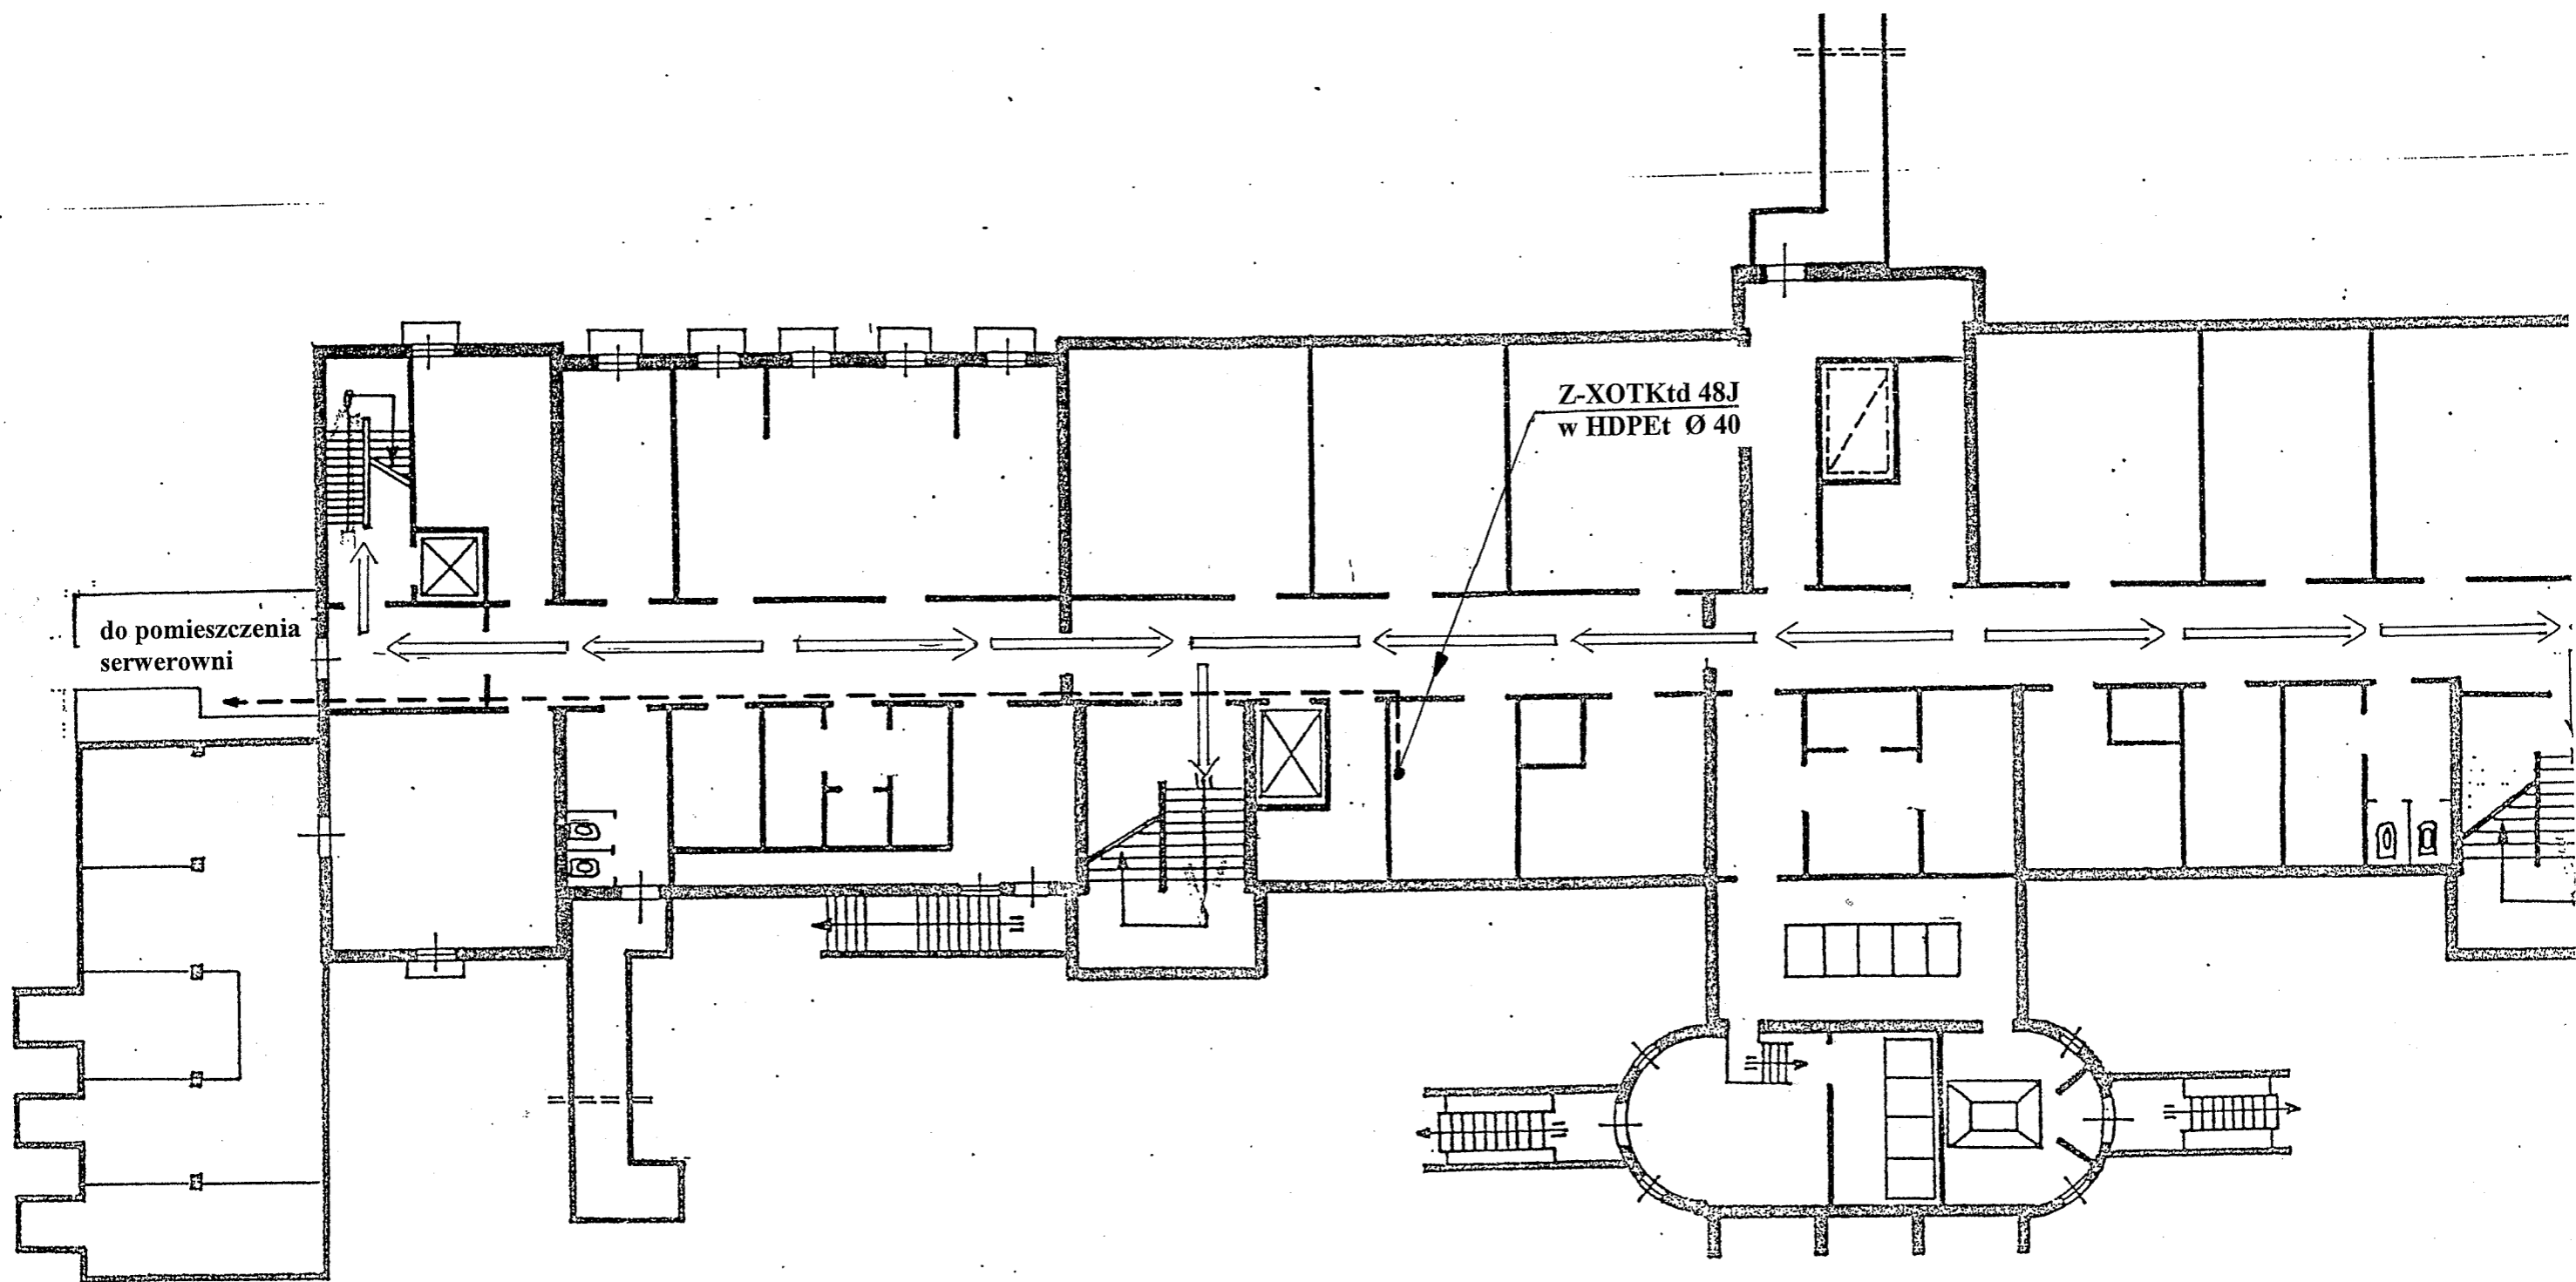 Z-XOTKtd 48J
w HDPEt Ø 40
do pomieszczenia
serwerowni